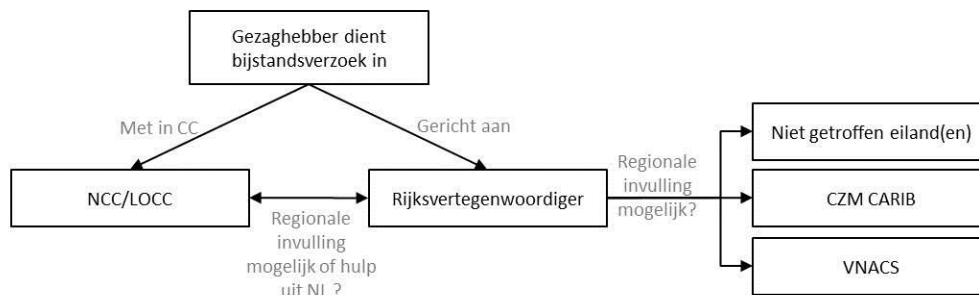 Gezaghebber dient
bijstandsverzoek in
Met in CC
Gericht aan
NCC/LOCC
Regionale
invulling
mogelijk of hulp
uit NL ?
Rijksvertegenwoordiger
Regionale
invulling
mogelijk?
Niet getroffen eiland(en)
CZM CARIB
VNACS